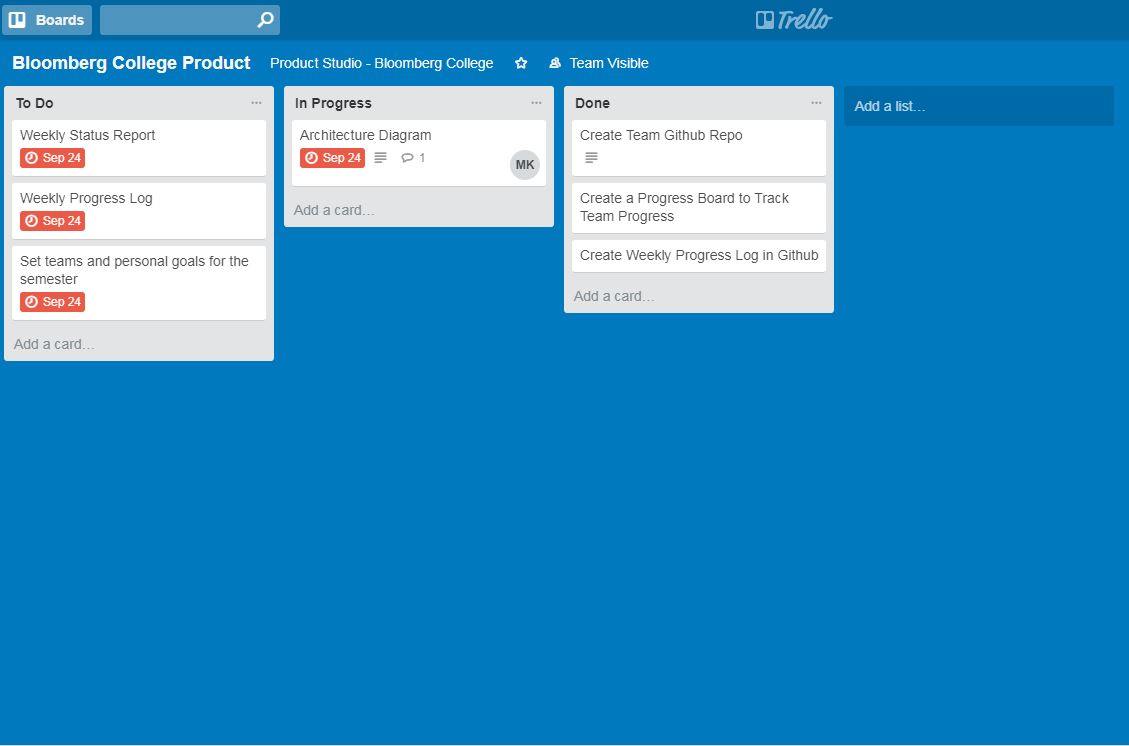 Boards
Trello
Bloomberg College Product Product Studio - Bloomberg College Team Visible
To Do
Weekly Status Report
Sep 24
Weekly Progress Log
Sep 24
Set teams and personal goals for the
semester
Sep 24
Add a card...
In Progress
Architecture Diagram
Sep 24 1
MK
Add a card...
Done
Create Team Github Repo
Create a Progress Board to Track
Team Progress
Create Weekly Progress Log in Github
Add a card...
Add a list...